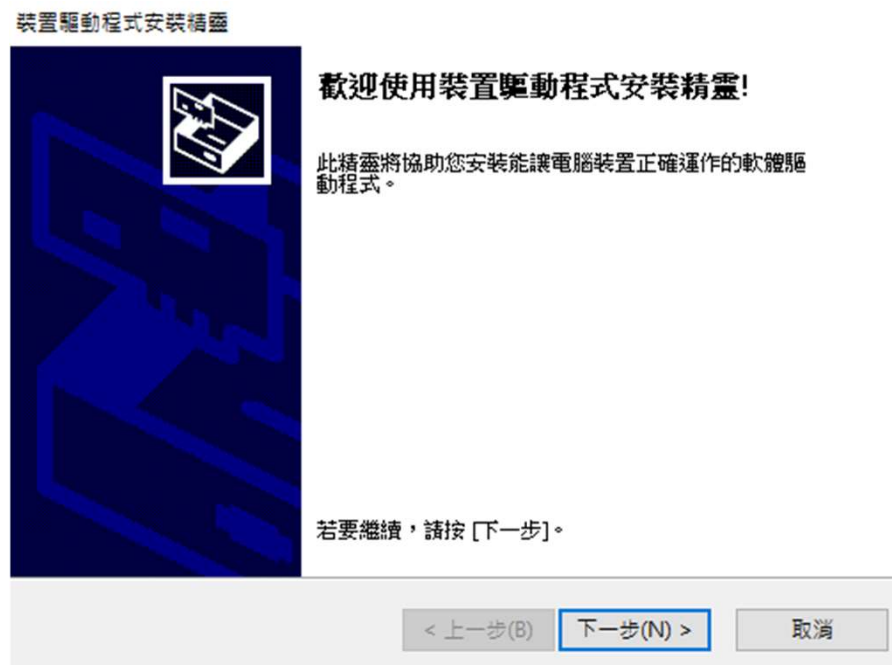 裝置驅動程式安裝精靈
歡迎使用裝置驅動程式安裝精靈!
此精靈將協助您安裝能讓電腦裝置正確運作的軟體驅
動程式。
若要繼續,請按 [下一步]。
< 上一步(B)
下一步(N) >
取消